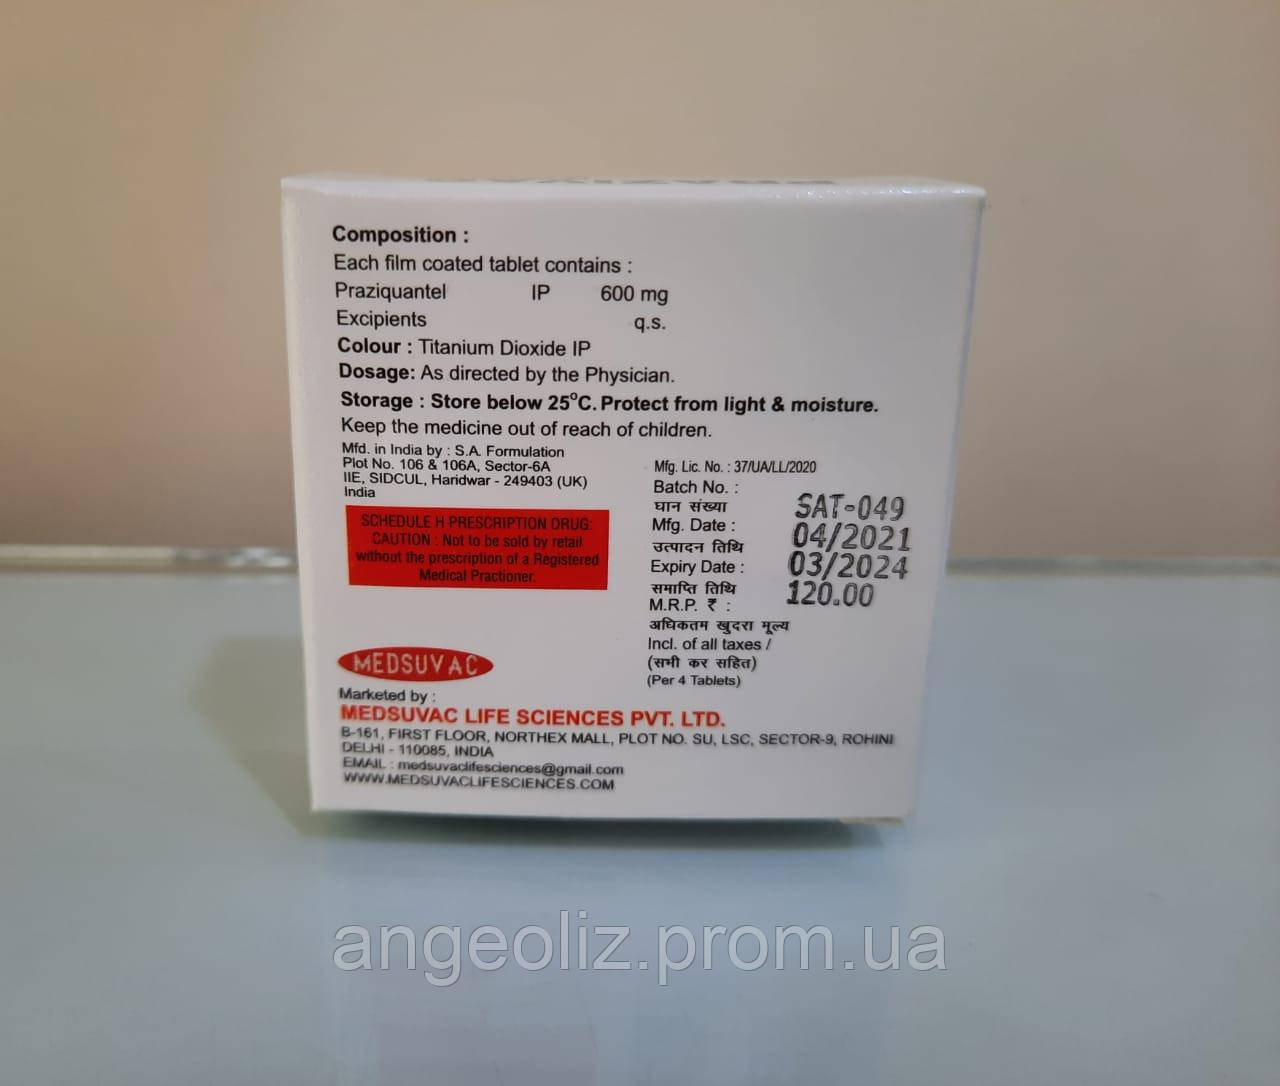 Composition :
Each film coated tablet contains :
Praziquantel IP 600 mg
Excipients q.s.
Colour : Titanium Dioxide IP
Dosage: As directed by the Physician.
Storage : Store below 25°C. Protect from light & moisture.
Keep the medicine out of reach of children.
Mfd. in India by : S.A. Formulation
Plot No. 106 & 106A, Sector-6A
IIE, SIDCUL, Haridwar - 249403 (UK)
India
SCHEDULE H PRESCRIPTION DRUG:
CAUTION : Not to be sold by retail
without the prescription of a Registered
Medical Practioner.
Mfg. Lic. No. : 37/UA/LL/2020
Batch No. :
घान संख्या SAT-049
Mfg. Date : 04/2021
उत्पादन तिथि
Expiry Date : 03/2024
समाप्ति तिथि
M.R.P. ₹ : 120.00
अधिकतम खुदरा मूल्य
Incl. of all taxes /
(सभी कर सहित)
(Per 4 Tablets)
MEDSUVAC
Marketed by :
MEDSUVAC LIFE SCIENCES PVT. LTD.
B-161, FIRST FLOOR, NORTHEX MALL, PLOT NO. SU, LSC, SECTOR-9, ROHINI
DELHI - 110085, INDIA
EMAIL : medsuvaclifesciences@gmail.com
WWW.MEDSUVACLIFESCIENCES.COM
angeoliz.prom.ua